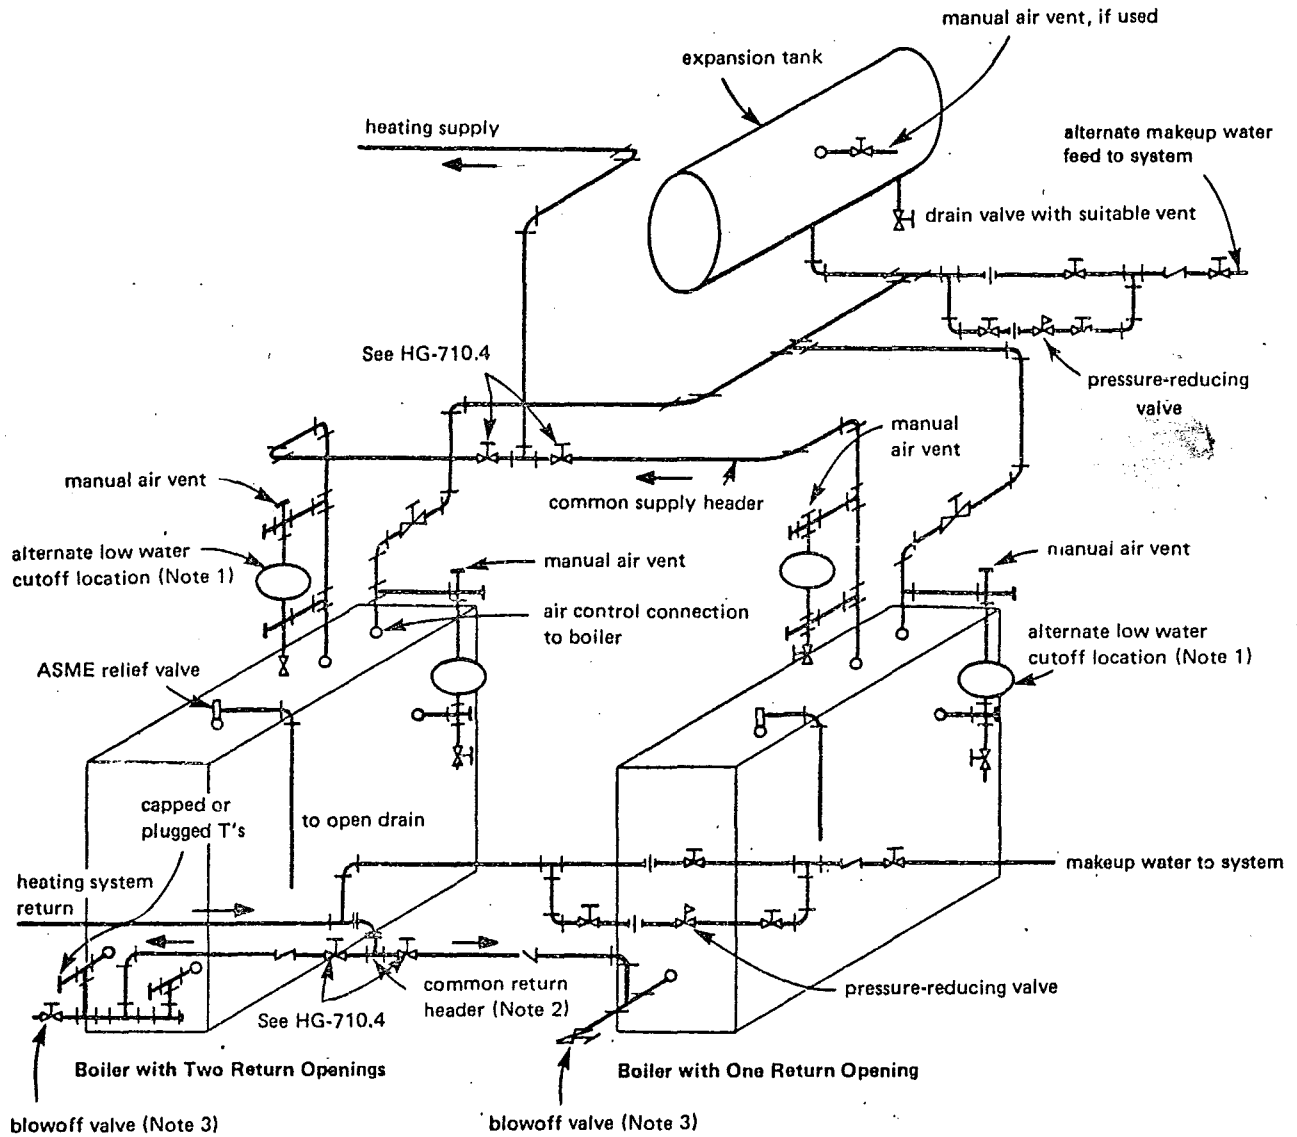 manual air vent, if used
expansion tank
heating supply
alternate makeup water
feed to system
drain valve with suitable vent
See HG-710.4
pressure-reducing
valve
manual
air vent
manual air vent
common supply header
alternate low water
cutoff location (Note 1)
manual air vent
manual air vent
air control connection
to boiler
alternate low water
cutoff location (Note 1)
ASME relief valve
capped or
plugged T's
to open drain
makeup water to system
heating system
return
common return
header (Note 2)
pressure-reducing valve
See HG-710.4
Boiler with Two Return Openings
Boiler with One Return Opening
blowoff valve (Note 3)
blowoff valve (Note 3)